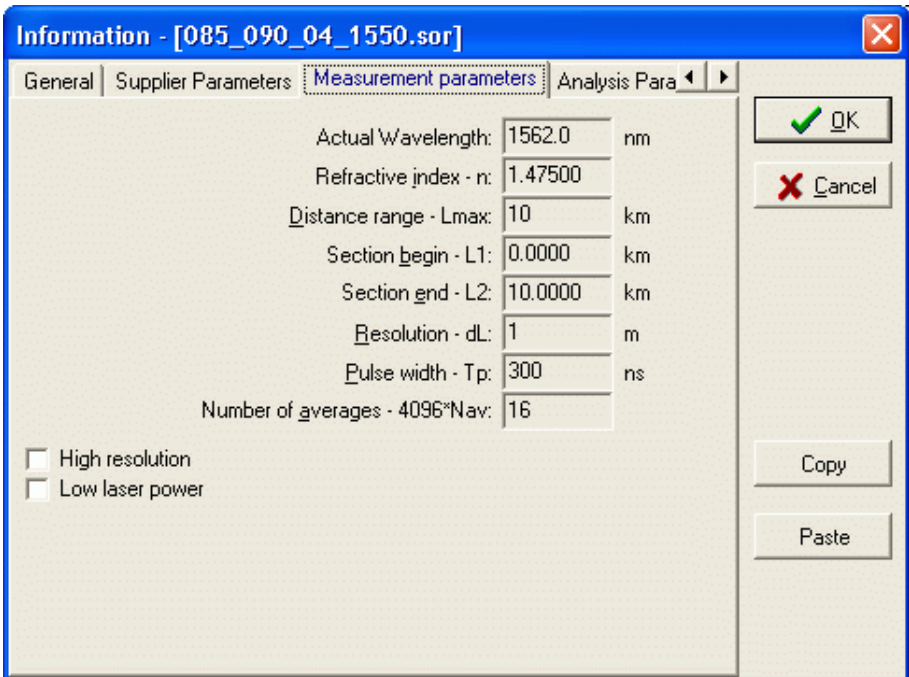 Information - [085_090_04_1550.sor]
General Supplier Parameters Measurement parameters Analysis Para
Actual Wavelength: 1562.0 nm
Refractive index - n: 1.47500
Distance range - Lmax: 10 km
Section begin - L1: 0.0000 km
Section end - L2: 10.0000 km
Resolution - dL: 1 m
Pulse width - Tp: 300 ns
Number of averages - 4096*Nav: 16
High resolution
Low laser power
OK
Cancel
Copy
Paste